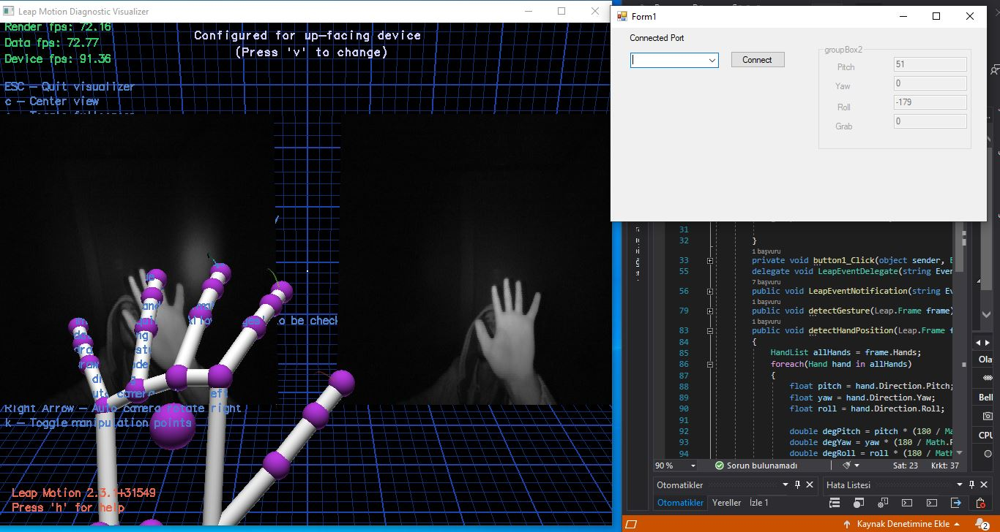 Leap Motion Diagnostic Visualizer
Render fps: 72.16
Data fps: 72.77
Device fps: 91.36
Configured for up-facing device
(Press 'v' to change)
ESC - Quit visualizer
c - Center view
to be check
Right Arrow - Auto camera rotate right
k - Toggle manipulation points
Leap Motion 2.3.1+31549
Press 'h' for help
Form1
Connected Port
Connect
groupBox2
Pitch
51
Yaw
0
Roll
-179
Grab
0
31
32 }
1 başvuru
33 private void button1_Click(object sender, E
55 delegate void LeapEventDelegate(string Even
7 başvuru
56 public void LeapEventNotification(string Ev
1 başvuru
79 public void detectGesture(Leap.Frame frame)
1 başvuru
83 public void detectHandPosition(Leap.Frame f
84 {
85 HandList allHands = frame.Hands;
86 foreach(Hand hand in allHands)
87 {
88 float pitch = hand.Direction.Pitch;
89 float yaw = hand.Direction.Yaw;
90 float roll = hand.Direction.Roll;
91
92 double degPitch = pitch * (180 / Ma
93 double degYaw = yaw * (180 / Math.P
94 double degRoll = roll * (180 / Math
90 %
Sorun bulunamadı
Sat: 23
Krkt: 37
Ola
Bell
CPU
Otomatikler
Hata Listesi
Otomatikler
Yereller
İzle 1
Kaynak Denetimine Ekle
2